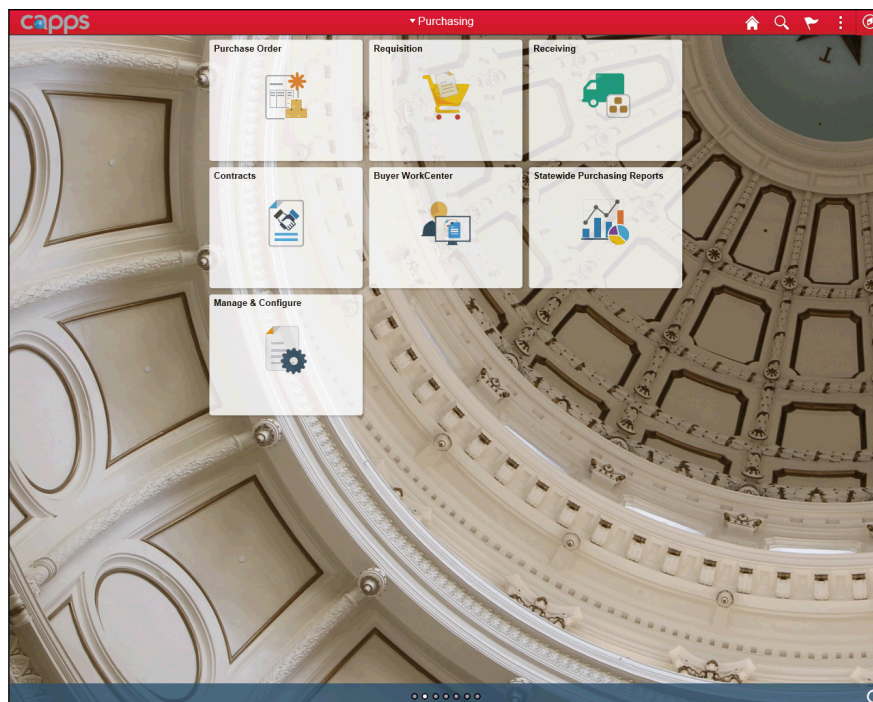 capps
Purchasing
Purchase Order
Requisition
Receiving
Contracts
Buyer WorkCenter
Statewide Purchasing Reports
Manage & Configure